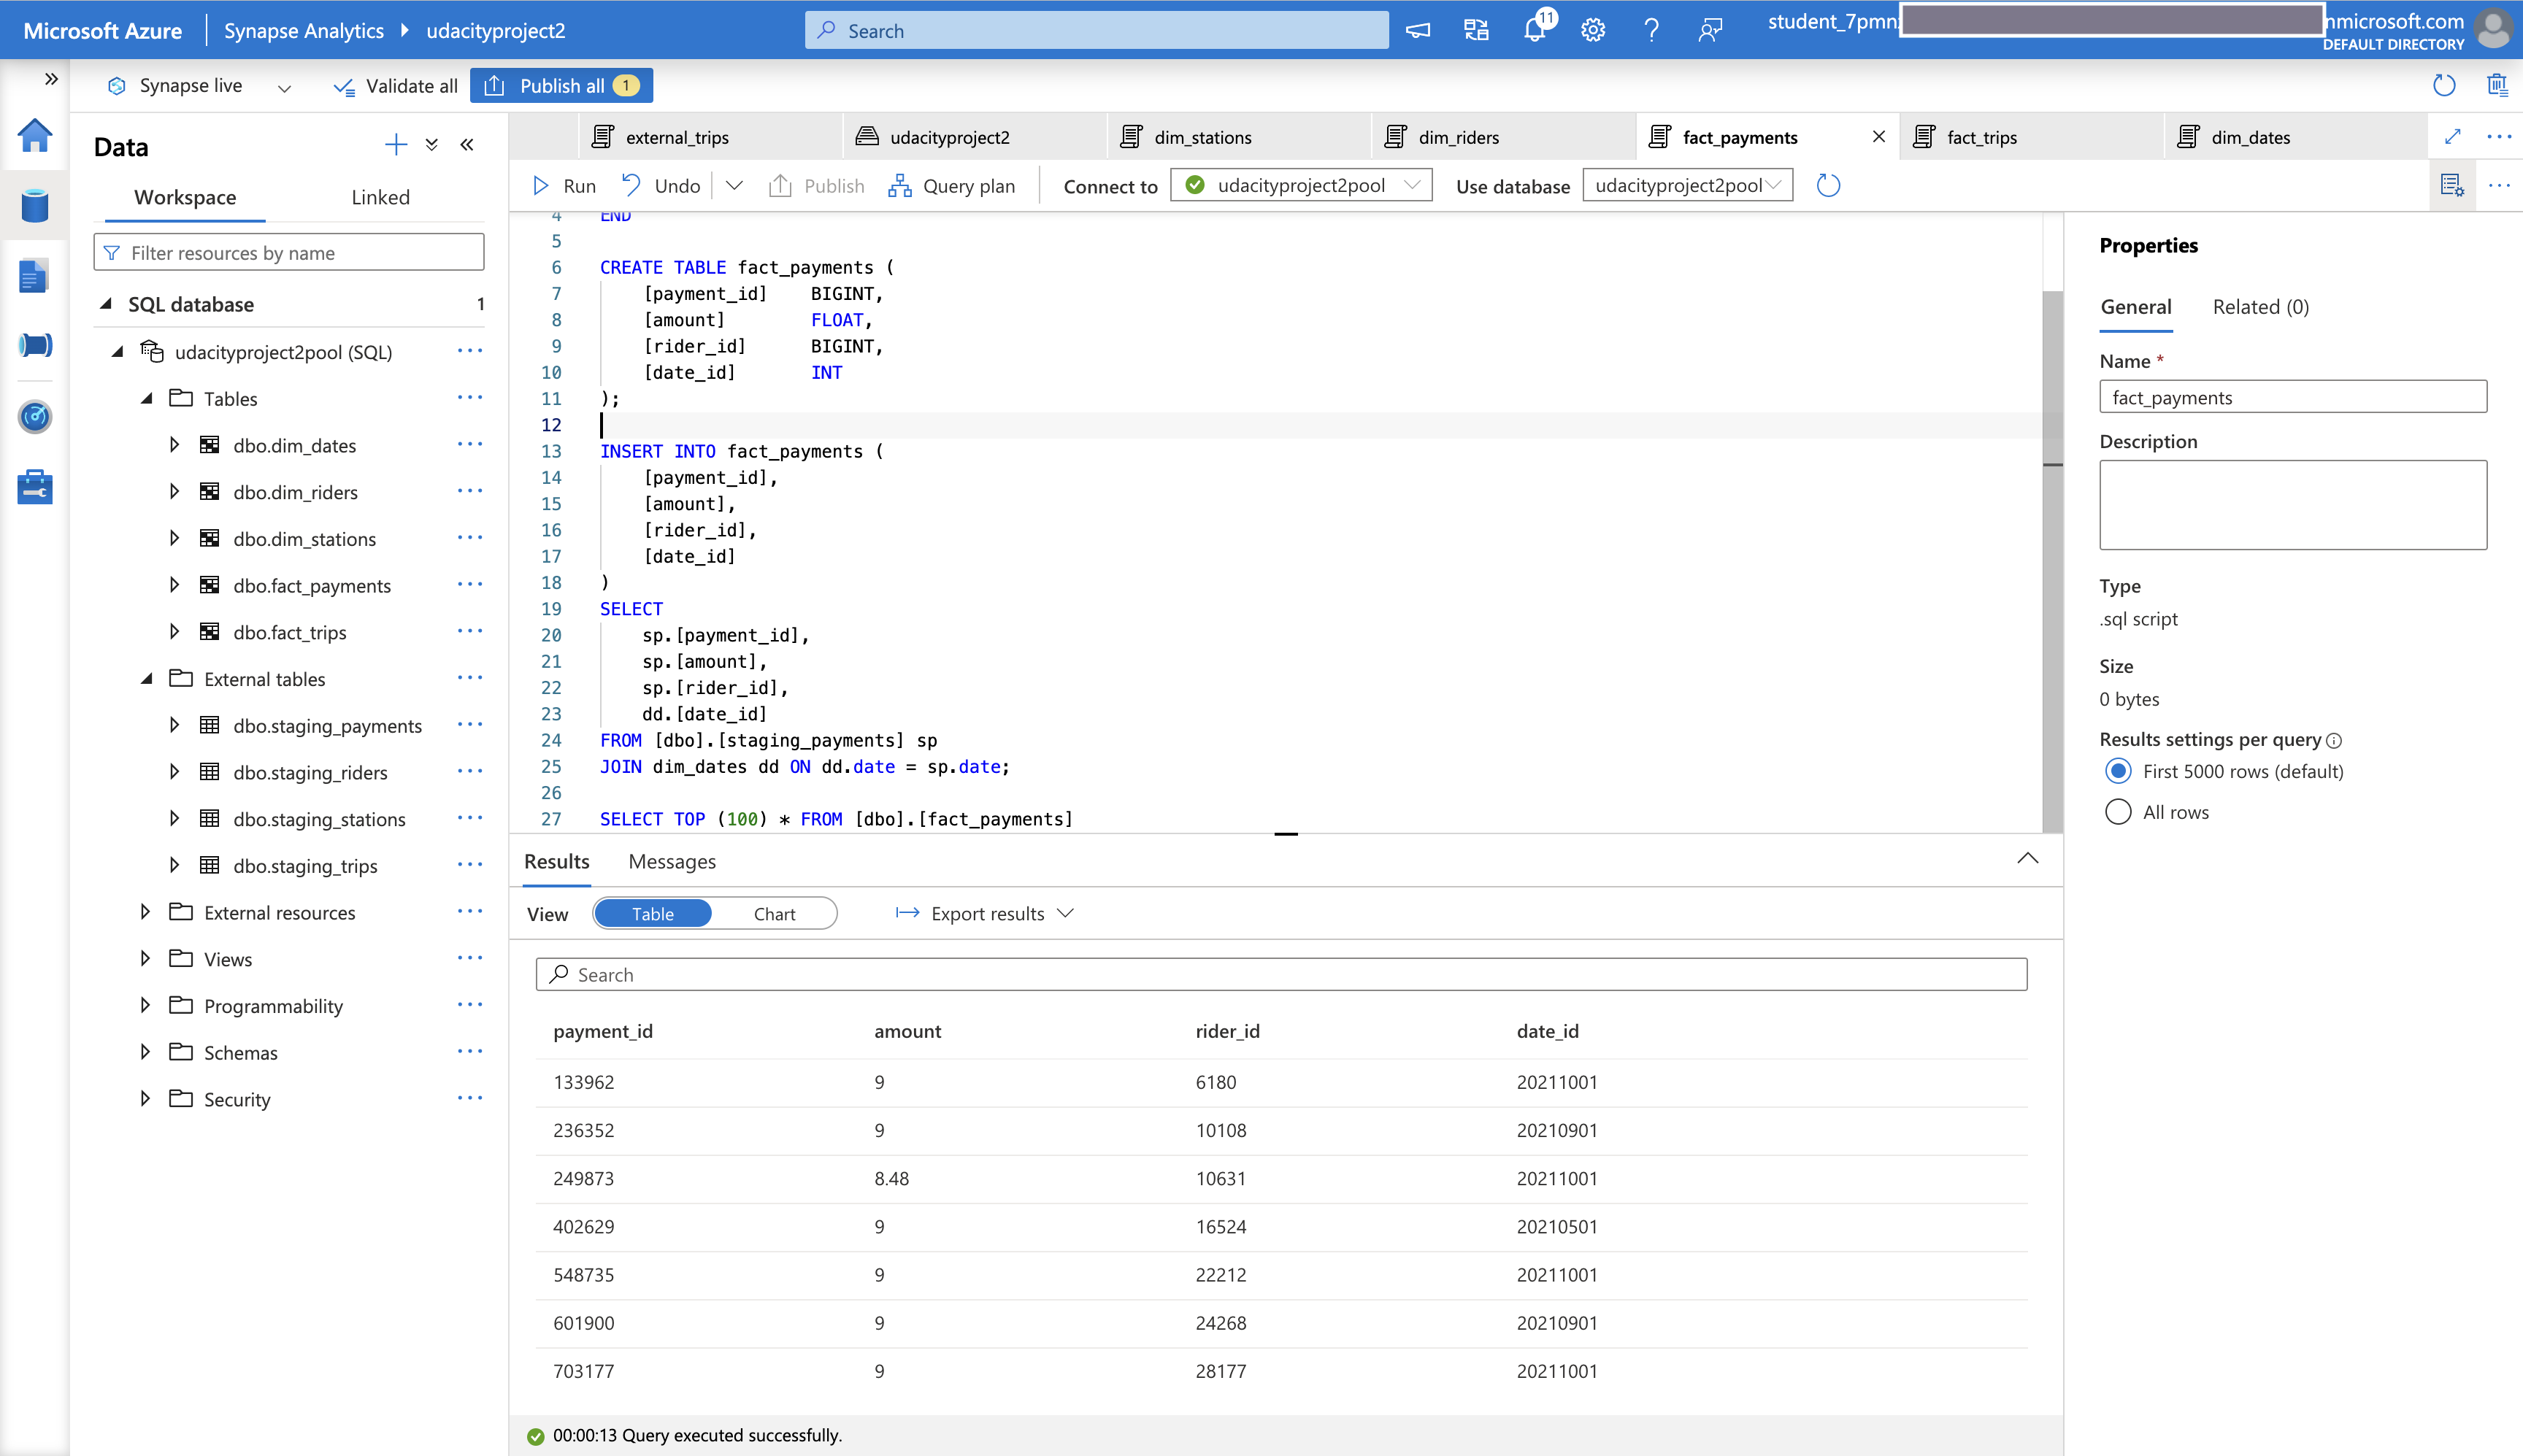 Microsoft Azure Synapse Analytics udacityproject2 Search 11 student_7pmn nmicrosoft.com
DEFAULT DIRECTORY
Synapse live Validate all Publish all 1
Data
Workspace Linked
Filter resources by name
SQL database 1
udacityproject2pool (SQL)
Tables
dbo.dim_dates
dbo.dim_riders
dbo.dim_stations
dbo.fact_payments
dbo.fact_trips
External tables
dbo.staging_payments
dbo.staging_riders
dbo.staging_stations
dbo.staging_trips
External resources
Views
Programmability
Schemas
Security
external_trips udacityproject2 dim_stations dim_riders fact_payments fact_trips dim_dates
Run Undo Publish Query plan Connect to udacityproject2pool Use database udacityproject2pool
4 END
5
6 CREATE TABLE fact_payments (
7 [payment_id] BIGINT,
8 [amount] FLOAT,
9 [rider_id] BIGINT,
10 [date_id] INT
11 );
12
13 INSERT INTO fact_payments (
14 [payment_id],
15 [amount],
16 [rider_id],
17 [date_id]
18 )
19 SELECT
20 sp.[payment_id],
21 sp.[amount],
22 sp.[rider_id],
23 dd.[date_id]
24 FROM [dbo].[staging_payments] sp
25 JOIN dim_dates dd ON dd.date = sp.date;
26
27 SELECT TOP (100) * FROM [dbo].[fact_payments]
Results Messages
View Table Chart Export results
Search
payment_id amount rider_id date_id
133962 9 6180 20211001
236352 9 10108 20210901
249873 8.48 10631 20211001
402629 9 16524 20210501
548735 9 22212 20211001
601900 9 24268 20210901
703177 9 28177 20211001
00:00:13 Query executed successfully.
Properties
General Related (0)
Name *
fact_payments
Description
Type
.sql script
Size
0 bytes
Results settings per query
First 5000 rows (default)
All rows